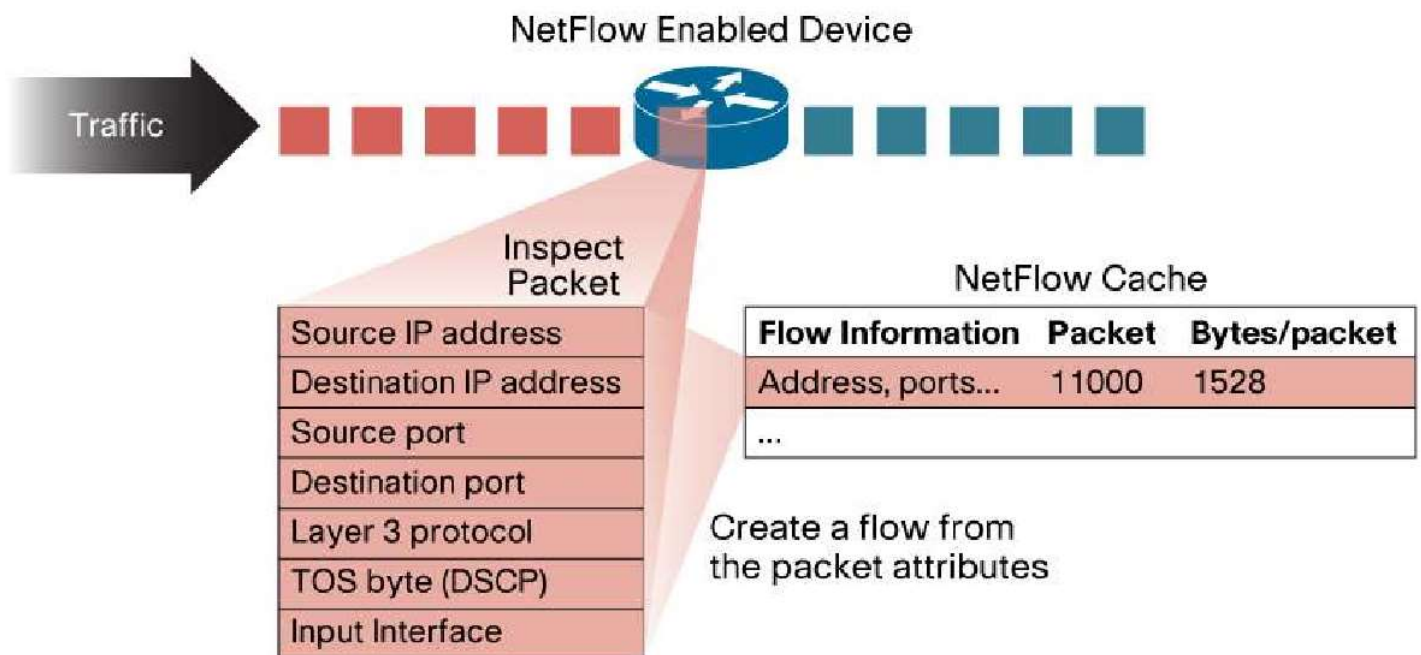 NetFlow Enabled Device
Traffic
Inspect
Packet
Source IP address
Destination IP address
Source port
Destination port
Layer 3 protocol
TOS byte (DSCP)
Input Interface
NetFlow Cache
Flow Information Packet Bytes/packet
Address, ports... 11000 1528
...
Create a flow from
the packet attributes